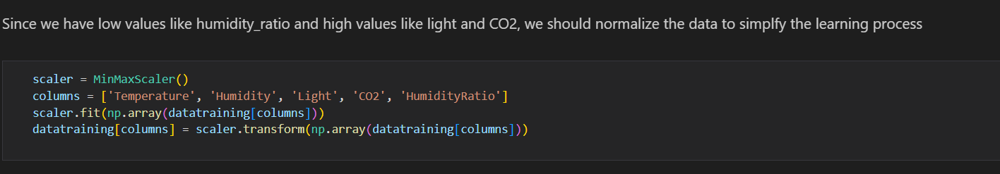 Since we have low values like humidity_ratio and high values like light and CO2, we should normalize the data to simplfy the learning process
scaler = MinMaxScaler()
columns = ['Temperature', 'Humidity', 'Light', 'CO2', 'HumidityRatio']
scaler.fit(np.array(datatraining[columns]))
datatraining[columns] = scaler.transform(np.array(datatraining[columns]))